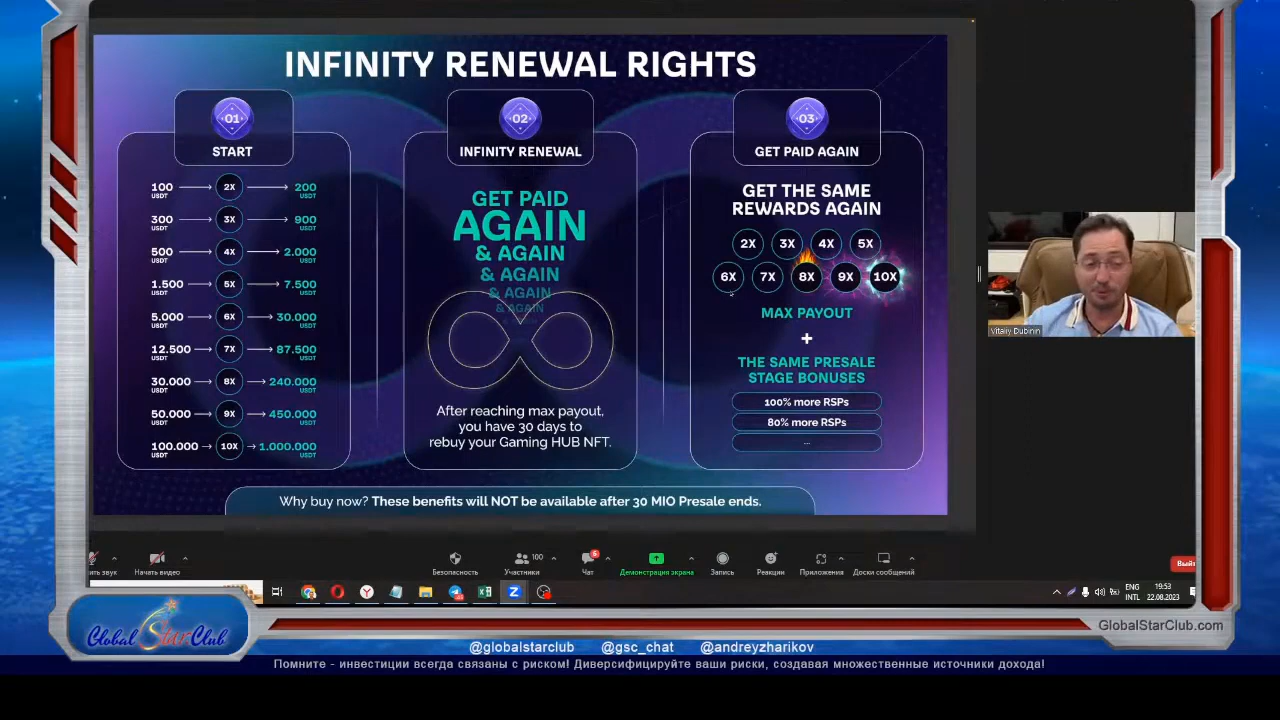 INFINITY RENEWAL RIGHTS
01
START
100 USDT 2X 200 USDT
300 USDT 3X 900 USDT
500 USDT 4X 2.000 USDT
1.500 USDT 5X 7.500 USDT
5.000 USDT 6X 30.000 USDT
12.500 USDT 7X 87.500 USDT
30.000 USDT 8X 240.000 USDT
50.000 USDT 9X 450.000 USDT
100.000 USDT 10X 1.000.000 USDT
02
INFINITY RENEWAL
GET PAID
AGAIN
& AGAIN
& AGAIN
& AGAIN
& AGAIN
After reaching max payout,
you have 30 days to
rebuy your Gaming HUB NFT.
03
GET PAID AGAIN
GET THE SAME
REWARDS AGAIN
2X 3X 4X 5X
6X 7X 8X 9X 10X
MAX PAYOUT
+
THE SAME PRESALE
STAGE BONUSES
100% more RSPs
80% more RSPs
...
Why buy now? These benefits will NOT be available after 30 MIO Presale ends.
Vitaliy Dubinin
ить звук
Начать видео
Безопасность
Участники
100
Чат
Демонстрация экрана
Запись
Реакции
Приложения
Доски сообщений
Вый
ENG
INTL
19:53
22.08.2023
Global Star Club
GlobalStarClub.com
@globalstarclub @gsc_chat @andreyzharikov
Помните - инвестиции всегда связаны с риском! Диверсифицируйте ваши риски, создавая множественные источники дохода!